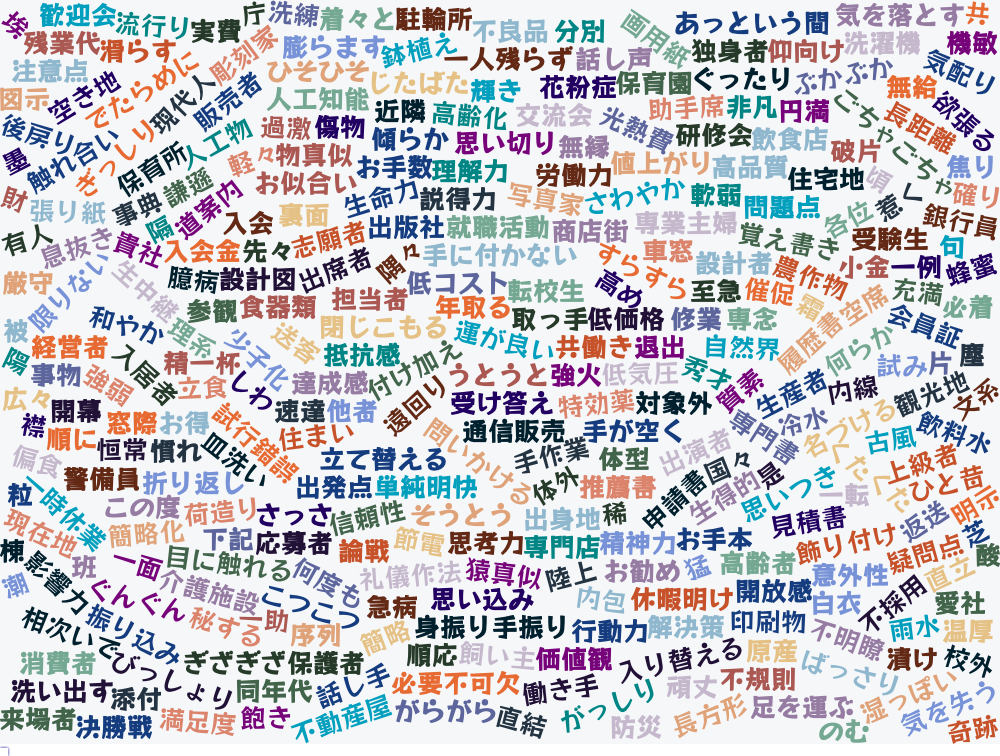 埃 歓迎会 流行り 実費 庁 洗練 着々と 駐輪所 不良品 分別 画用紙 あっという間 気を落とす 共
残業代 滑らす 彫刻家 膨らます 鉢植え 一人残らず 話し声 独身者 仰向け 洗濯機 機敏
注意点 空き地 でたらめに 現代人 ひそひそ じたばた 輝き 花粉症 保育園 ぐったり ぷかぷか 気配り
図示 販売者 人工知能 近隣 高齢化 交流会 光熱費 助手席 非凡 円満 ごちゃごちゃ 無給 欲張る
後戻り 触れ合い ぎっしり 人工物 過激 傷物 傾らか 思い切り 無縁 研修会 飲食店 破片 長距離
墨 保育所 軽々 物真似 お手数 理解力 労働力 値上がり 高品質 住宅地 頃 焦り
財 張り紙 事典 謙遜 お似合い 生命力 説得力 写真家 さわやか 軟弱 問題点 惹く 確り
有人 息抜き 隔 道案内 入会 裏面 出版社 就職活動 商店街 専業主婦 各位 銀行員
貴社 入会金 先々 志願者 隅々 手に付かない すらすら 車窓 覚え書き 受験生 句
厳守 限りない 生中継 臆病 設計図 出席者 低コスト 転校生 高め 設計者 農作物 小金 一例 蜂蜜
参観 食器類 担当者 年取る 取っ手 低価格 至急 催促 霜 空席 充満 必着
被 和やか 理系 送客 閉じこもる 運が良い 共働き 退出 修業 専念 履歴書 何らか 会員証
陽 経営者 入居者 精一杯 少子化 抵抗感 付け加え 自然界 試み 片 塵
事物 強弱 立食 しわ 達成感 うとうと 強火 低気圧 秀才 質素 生産者 内線 観光地 文系
広々 開幕 窓際 お得 速達 他者 遠回り 受け答え 特効薬 対象外 冷水 名づける 飲料水
襟 順に 恒常 慣れ 皿洗い 試行錯誤 住まい 問いかける 通信販売 手が空く 専門書 古風
偏食 警備員 折り返し 立て替える 手作業 体型 出演者 国々 是 くさぐさ 上級者 ひと昔
粒 一時休業 この度 荷造り さっさ 出発点 単純明快 体外 推薦書 申請書 生得的 思いつき 一転 明示
現在地 簡略化 下記 応募者 信頼性 そうとう 出身地 稀 見積書 返送
棟 班 一面 目に触れる 論戦 節電 思考力 専門店 精神力 お手本 飾り付け 疑問点 芝
潮 影響力 ぐんぐん 介護施設 何度も 礼儀作法 猿真似 陸上 お勧め 猛 高齢者 意外性 直立 酸
相次いで 振り込み 秘する 一助 こつこつ 急病 思い込み 内包 休暇明け 開放感 白衣 不採用 愛社
序列 簡略 身振り手振り 行動力 解決策 印刷物 不明瞭 雨水 温厚
消費者 びっしょり ぎざぎざ 保護者 順応 飼い主 価値観 入り替える 原産 ばっさり 漬け 校外
洗い出す 添付 同年代 話し手 必要不可欠 働き手 がっしり 頑丈 不規則 湿っぽい
来場者 決勝戦 満足度 飽き 不動産屋 がらがら 直結 防災 長方形 足を運ぶ のむ 気を失う 奇跡